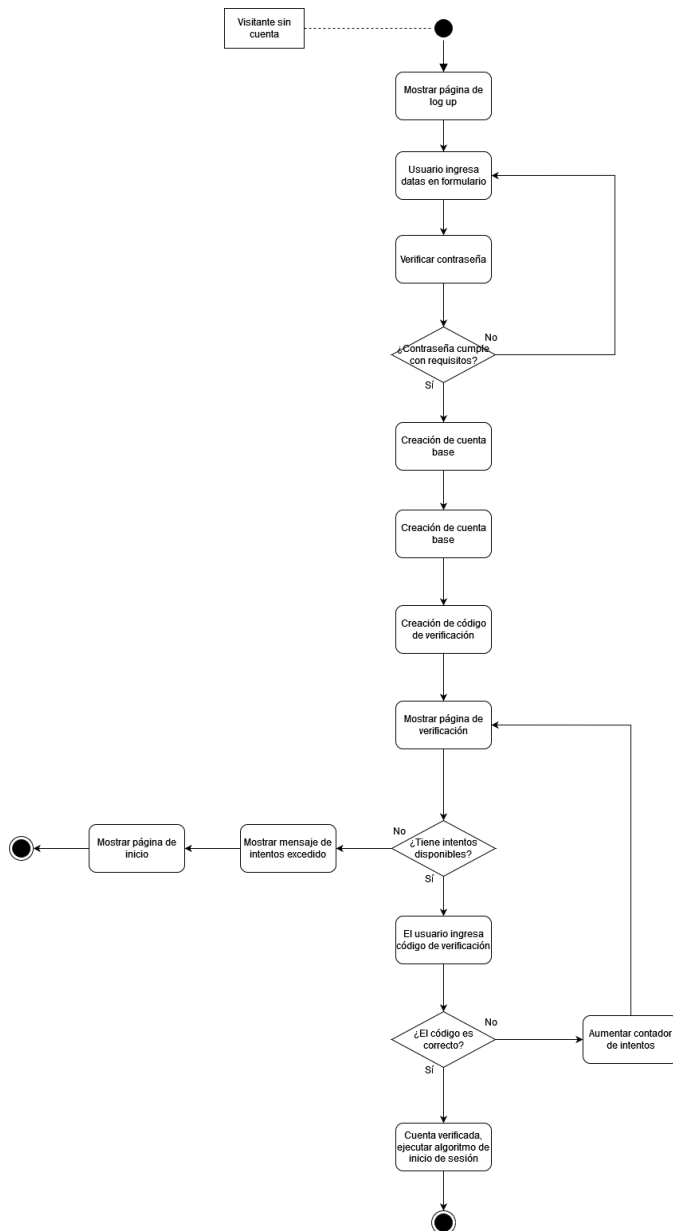 Visitante sin
cuenta
Mostrar página de
log up
Usuario ingresa
datas en formulario
Verificar contraseña
¿Contraseña cumple
con requisitos?
No
Sí
Creación de cuenta
base
Creación de cuenta
base
Creación de código
de verificación
Mostrar página de
verificación
¿Tiene intentos
disponibles?
No
Sí
Mostrar mensaje de
intentos excedido
Mostrar página de
inicio
El usuario ingresa
código de verificación
¿El código es
correcto?
No
Sí
Aumentar contador
de intentos
Cuenta verificada,
ejecutar algoritmo de
inicio de sesión